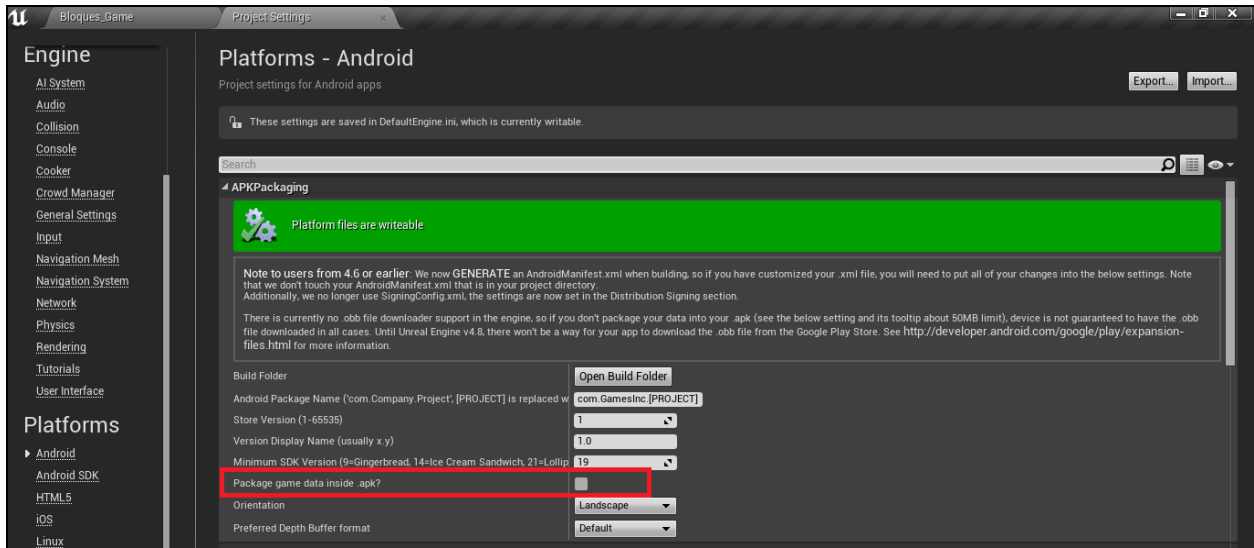 Bloques_Game
Project Settings
Engine
AI System
Audio
Collision
Console
Cooker
Crowd Manager
General Settings
Input
Navigation Mesh
Navigation System
Network
Physics
Rendering
Tutorials
User Interface
Platforms
Android
Android SDK
HTML5
iOS
Linux
Platforms - Android
Project settings for Android apps
Export...
Import...
These settings are saved in DefaultEngine.ini, which is currently writable.
Search
APKPackaging
Platform files are writeable
Note to users from 4.6 or earlier: We now GENERATE an AndroidManifest.xml when building, so if you have customized your .xml file, you will need to put all of your changes into the below settings. Note
that we don't touch your AndroidManifest.xml that is in your project directory.
Additionally, we no longer use SigningConfig.xml, the settings are now set in the Distribution Signing section.
There is currently no .obb file downloader support in the engine, so if you don't package your data into your .apk (see the below setting and its tooltip about 50MB limit), device is not guaranteed to have the .obb
file downloaded in all cases. Until Unreal Engine v4.8, there won't be a way for your app to download the .obb file from the Google Play Store. See http://developer.android.com/google/play/expansion-
files.html for more information.
Build Folder
Open Build Folder
Android Package Name ('com.Company.Project', [PROJECT] is replaced w
com.GamesInc.[PROJECT]
Store Version (1-65535)
1
Version Display Name (usually x.y)
1.0
Minimum SDK Version (9=Gingerbread, 14=Ice Cream Sandwich, 21=Lollip
19
Package game data inside .apk?
Orientation
Landscape
Preferred Depth Buffer format
Default